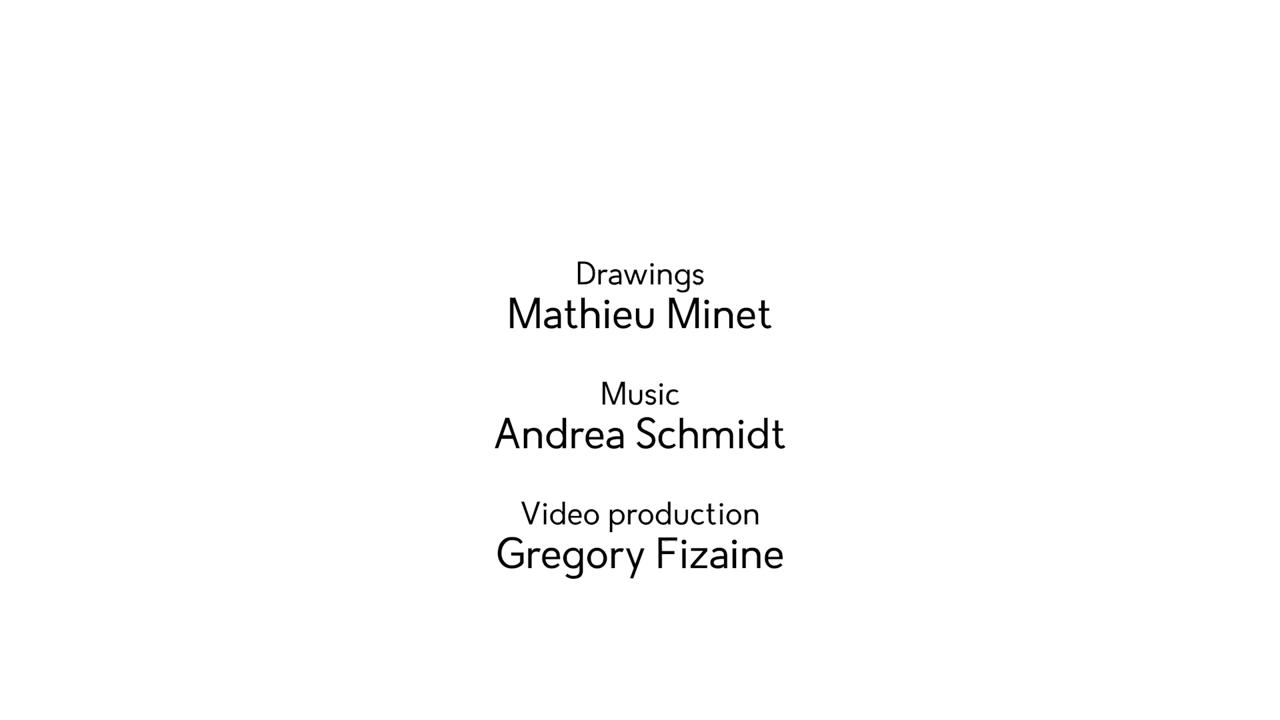 Drawings
Mathieu Minet
Music
Andrea Schmidt
Video production
Gregory Fizaine